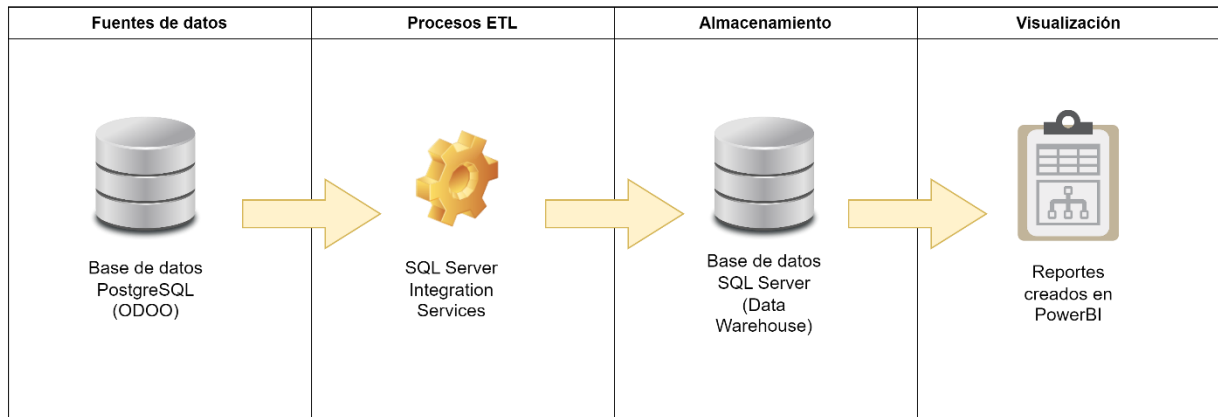 Fuentes de datos
Procesos ETL
Almacenamiento
Visualización
Base de datos
PostgreSQL
(ODOO)
SQL Server
Integration
Services
Base de datos
SQL Server
(Data
Warehouse)
Reportes
creados en
PowerBI